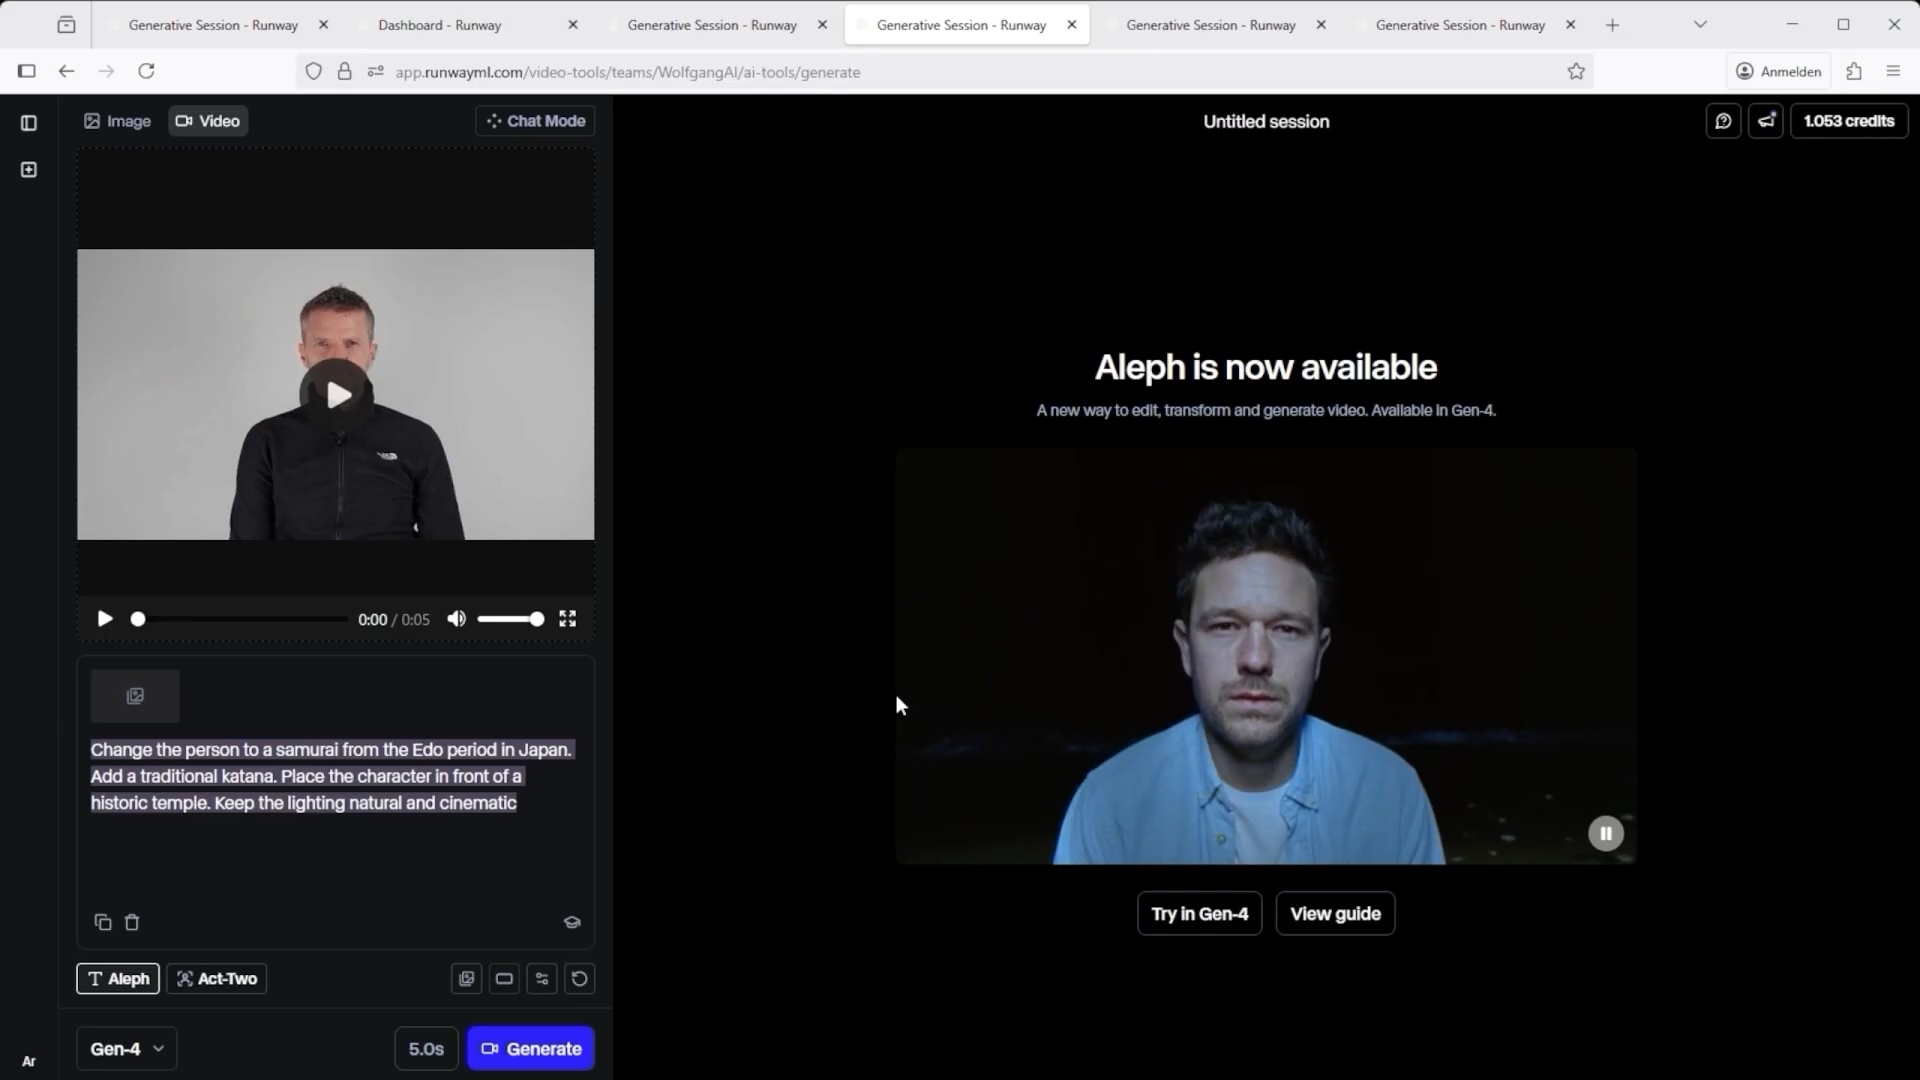 Generative Session - Runway
Dashboard - Runway
Generative Session - Runway
Generative Session - Runway
Generative Session - Runway
Generative Session - Runway
app.runwayml.com/video-tools/teams/WolfgangAI/ai-tools/generate
Anmelden
Image
Video
Chat Mode
Untitled session
1.053 credits
0:00 / 0:05
Change the person to a samurai from the Edo period in Japan.
Add a traditional katana. Place the character in front of a
historic temple. Keep the lighting natural and cinematic
Aleph
Act-Two
Gen-4
5.0s
Generate
Ar
Aleph is now available
A new way to edit, transform and generate video. Available in Gen-4.
Try in Gen-4
View guide